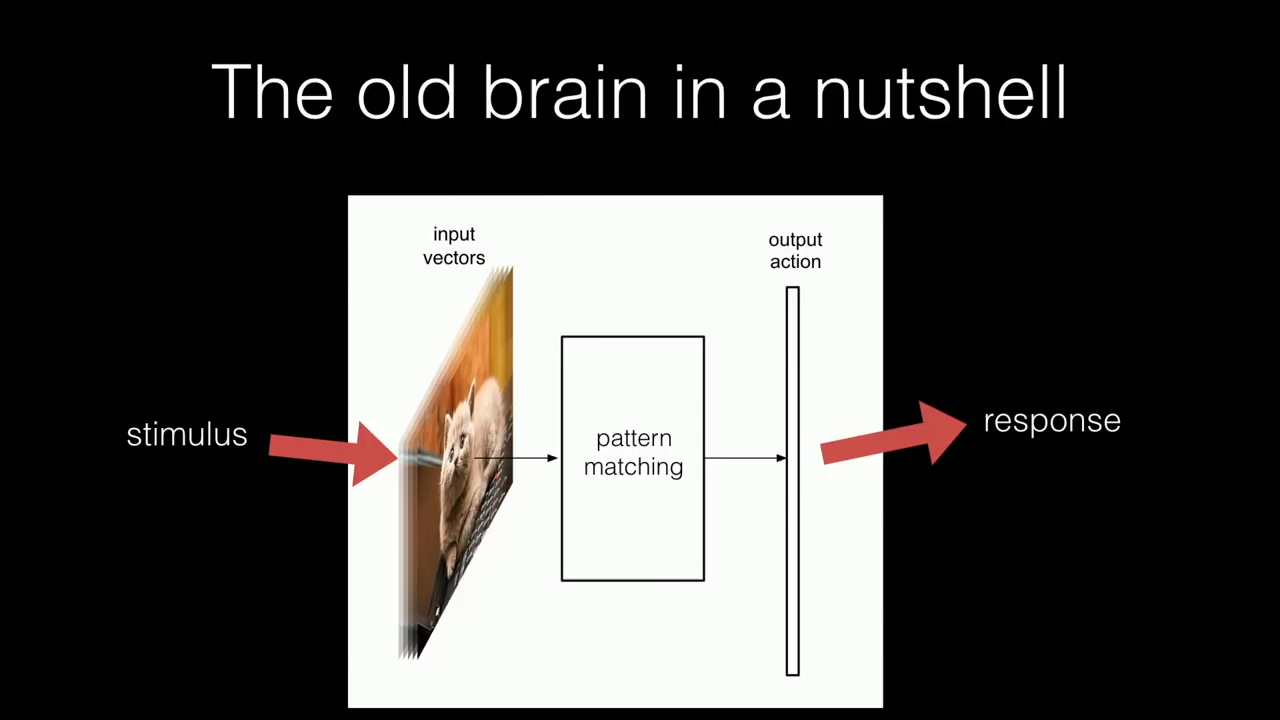 The old brain in a nutshell
input
vectors
output
action
stimulus
pattern
matching
response